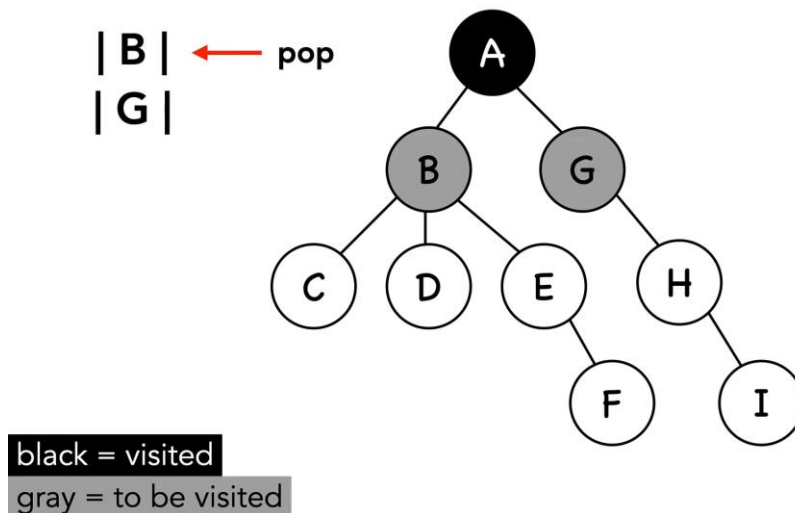 | B | pop
| G |
A
B
G
C
D
E
H
F
I
black = visited
gray = to be visited